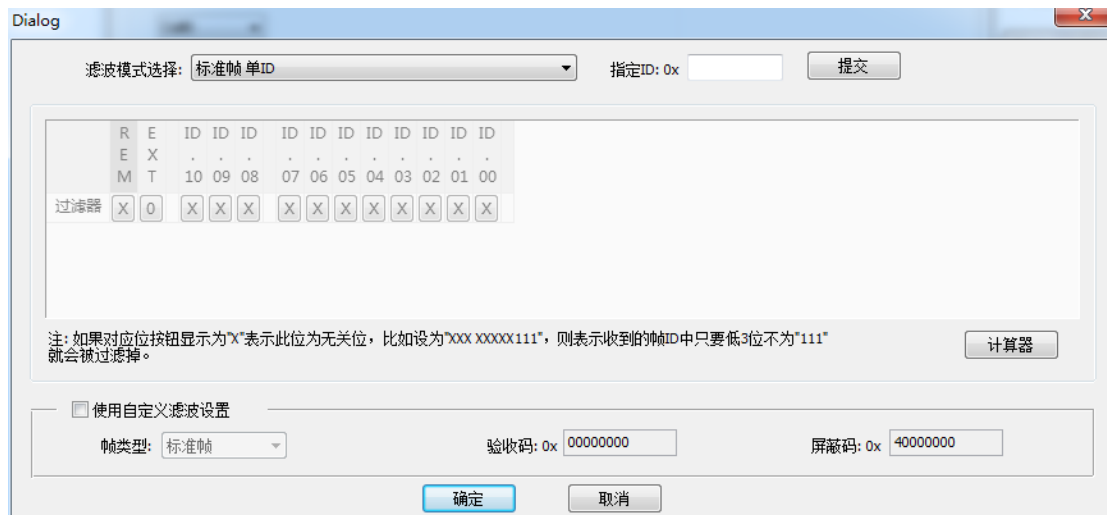 Dialog
滤波模式选择: 标准帧 单ID 指定ID: 0x 提交
R E ID ID ID ID ID ID ID ID ID ID ID
E X . . . . . . . . . . .
M T 10 09 08 07 06 05 04 03 02 01 00
过滤器 X 0 X X X X X X X X X X X
注: 如果对应位按钮显示为"X"表示此位为无关位，比如设为"XXX XXXXX111"，则表示收到的帧ID中只要低3位不为"111"
就会被过滤掉。
计算器
使用自定义滤波设置
帧类型: 标准帧 验收码: 0x 00000000 屏蔽码: 0x 40000000
确定 取消